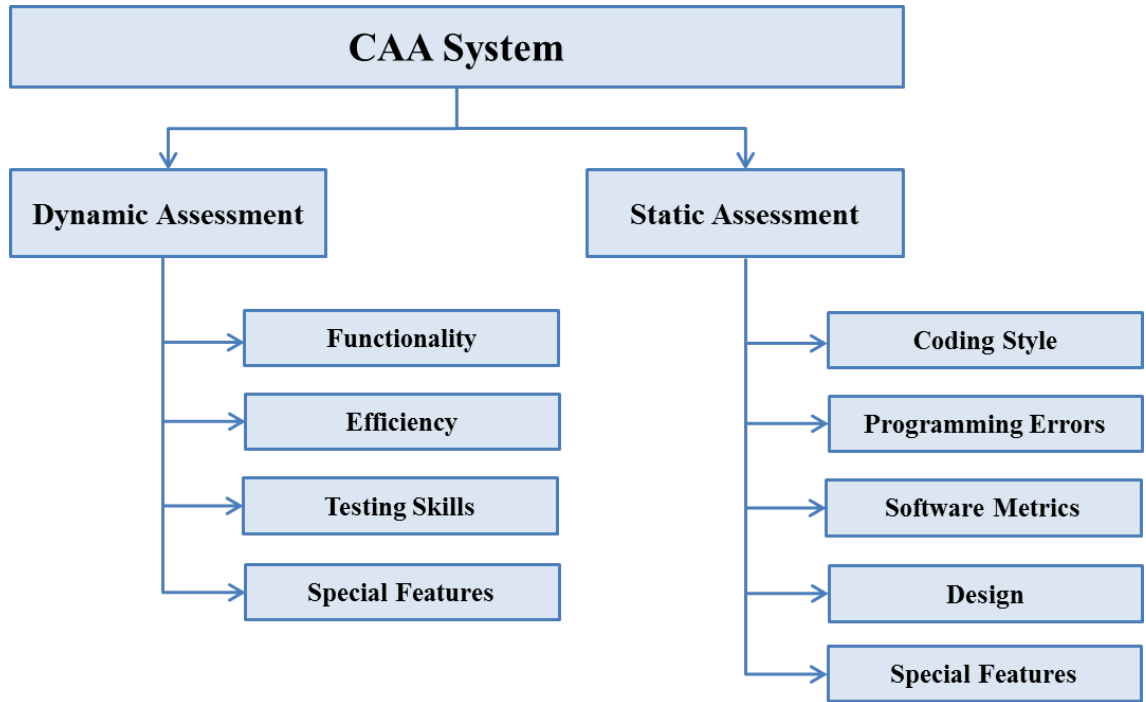 CAA System
Dynamic Assessment
Static Assessment
Functionality
Efficiency
Testing Skills
Special Features
Coding Style
Programming Errors
Software Metrics
Design
Special Features